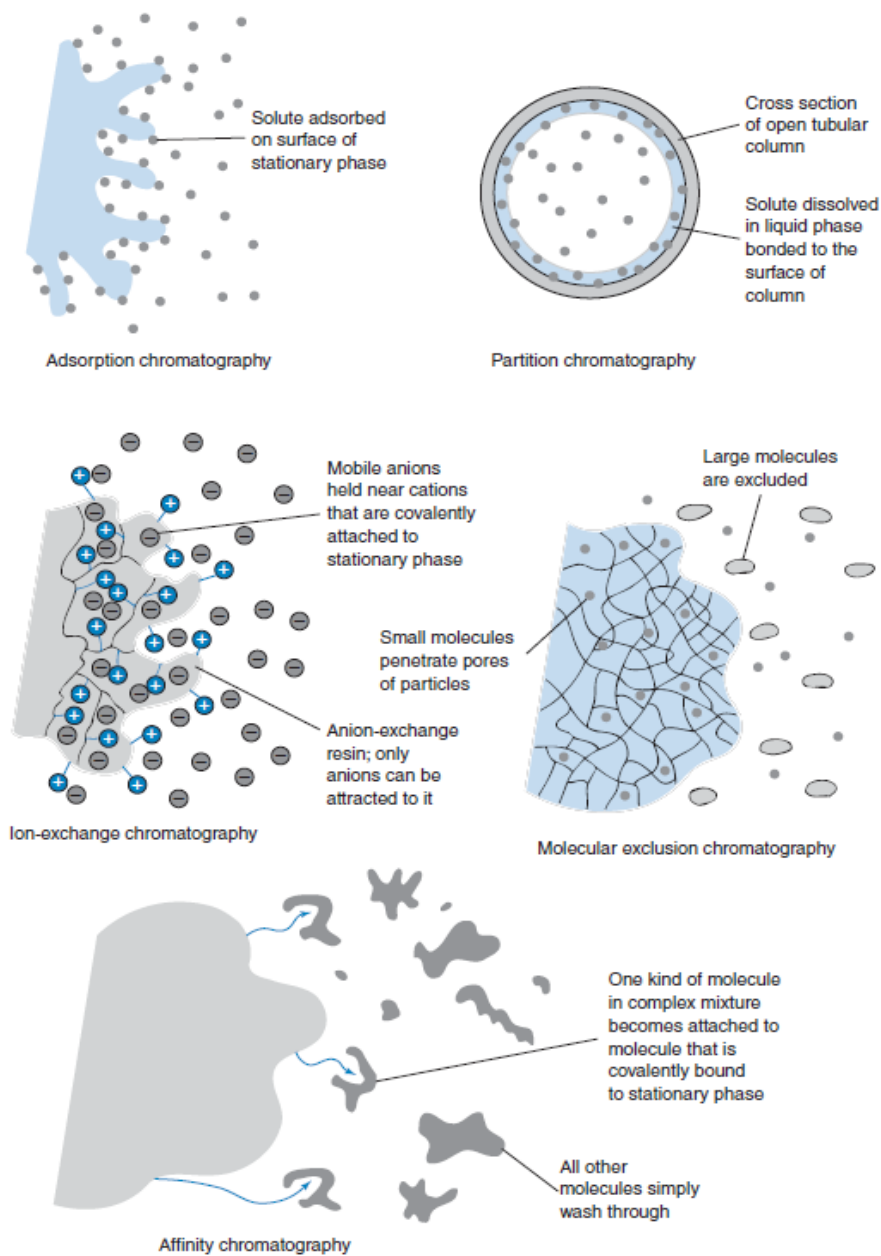 Solute adsorbed
on surface of
stationary phase
Adsorption chromatography
Cross section
of open tubular
column
Solute dissolved
in liquid phase
bonded to the
surface of
column
Partition chromatography
Mobile anions
held near cations
that are covalently
attached to
stationary phase
Anion-exchange
resin; only
anions can be
attracted to it
Ion-exchange chromatography
Large molecules
are excluded
Small molecules
penetrate pores
of particles
Molecular exclusion chromatography
One kind of molecule
in complex mixture
becomes attached to
molecule that is
covalently bound
to stationary phase
All other
molecules simply
wash through
Affinity chromatography